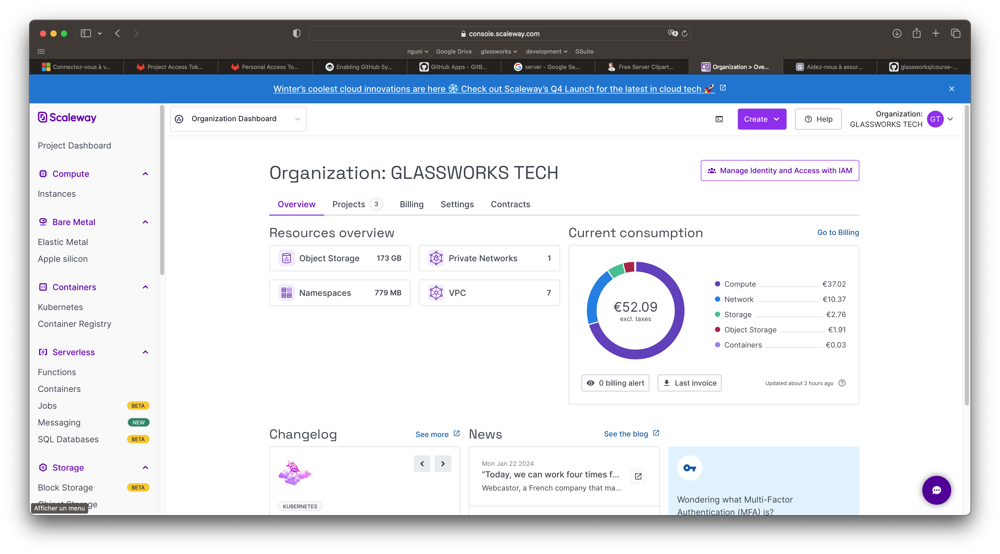 console.scaleway.com
nguni
Google Drive
glassworks
development
GSuite
Connectez-vous à v...
Project Access Tok...
Personal Access To...
Enabling GitHub Sy...
GitHub Apps - GitB...
server - Google Se...
Free Server Clipart...
Organization > Ove...
G
Aidez-nous à assur...
glassworks/course-...
Winter's coolest cloud innovations are here ❄️ Check out Scaleway's Q4 Launch for the latest in cloud tech 🚀
Scaleway
Organization Dashboard
Create
Help
Organization:
GLASSWORKS TECH
GT
Project Dashboard
Compute
Instances
Bare Metal
Elastic Metal
Apple silicon
Containers
Kubernetes
Container Registry
Serverless
Functions
Containers
Jobs BETA
Messaging NEW
SQL Databases BETA
Storage
Block Storage BETA
Object Storage
Afficher un menu
Organization: GLASSWORKS TECH
Manage Identity and Access with IAM
Overview
Projects 3
Billing
Settings
Contracts
Resources overview
Object Storage 173 GB
Private Networks 1
Namespaces 779 MB
VPC 7
Current consumption
Go to Billing
€52.09
excl. taxes
Compute €37.02
Network €10.37
Storage €2.76
Object Storage €1.91
Containers €0.03
0 billing alert
Last invoice
Updated about 2 hours ago
Changelog
See more
KUBERNETES
News
See the blog
Mon Jan 22 2024
“Today, we can work four times f...
Webcastor, a French company that ma...
Wondering what Multi-Factor
Authentication (MFA) is?